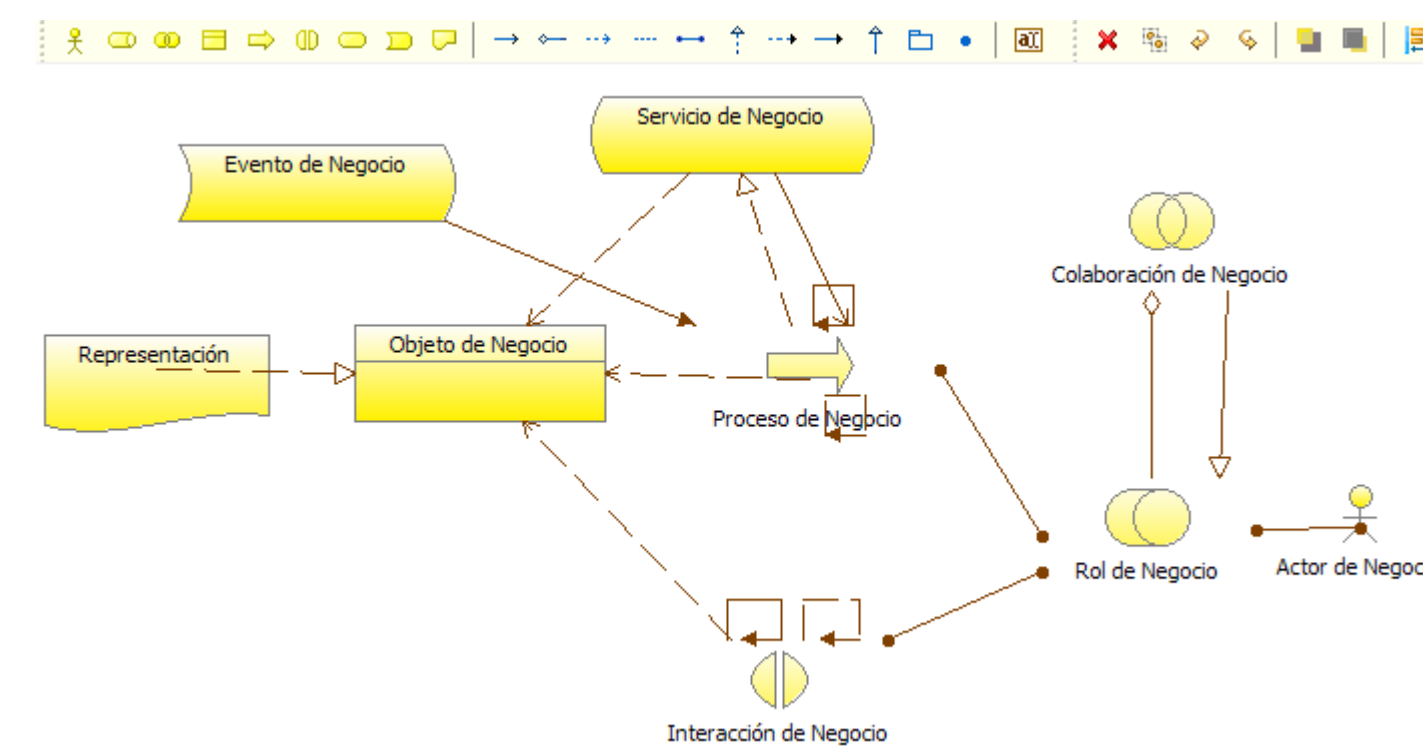 aI
Servicio de Negocio
Evento de Negocio
Colaboración de Negocio
Representación
Objeto de Negocio
Proceso de Negocio
Rol de Negocio
Actor de Negoc
Interacción de Negocio